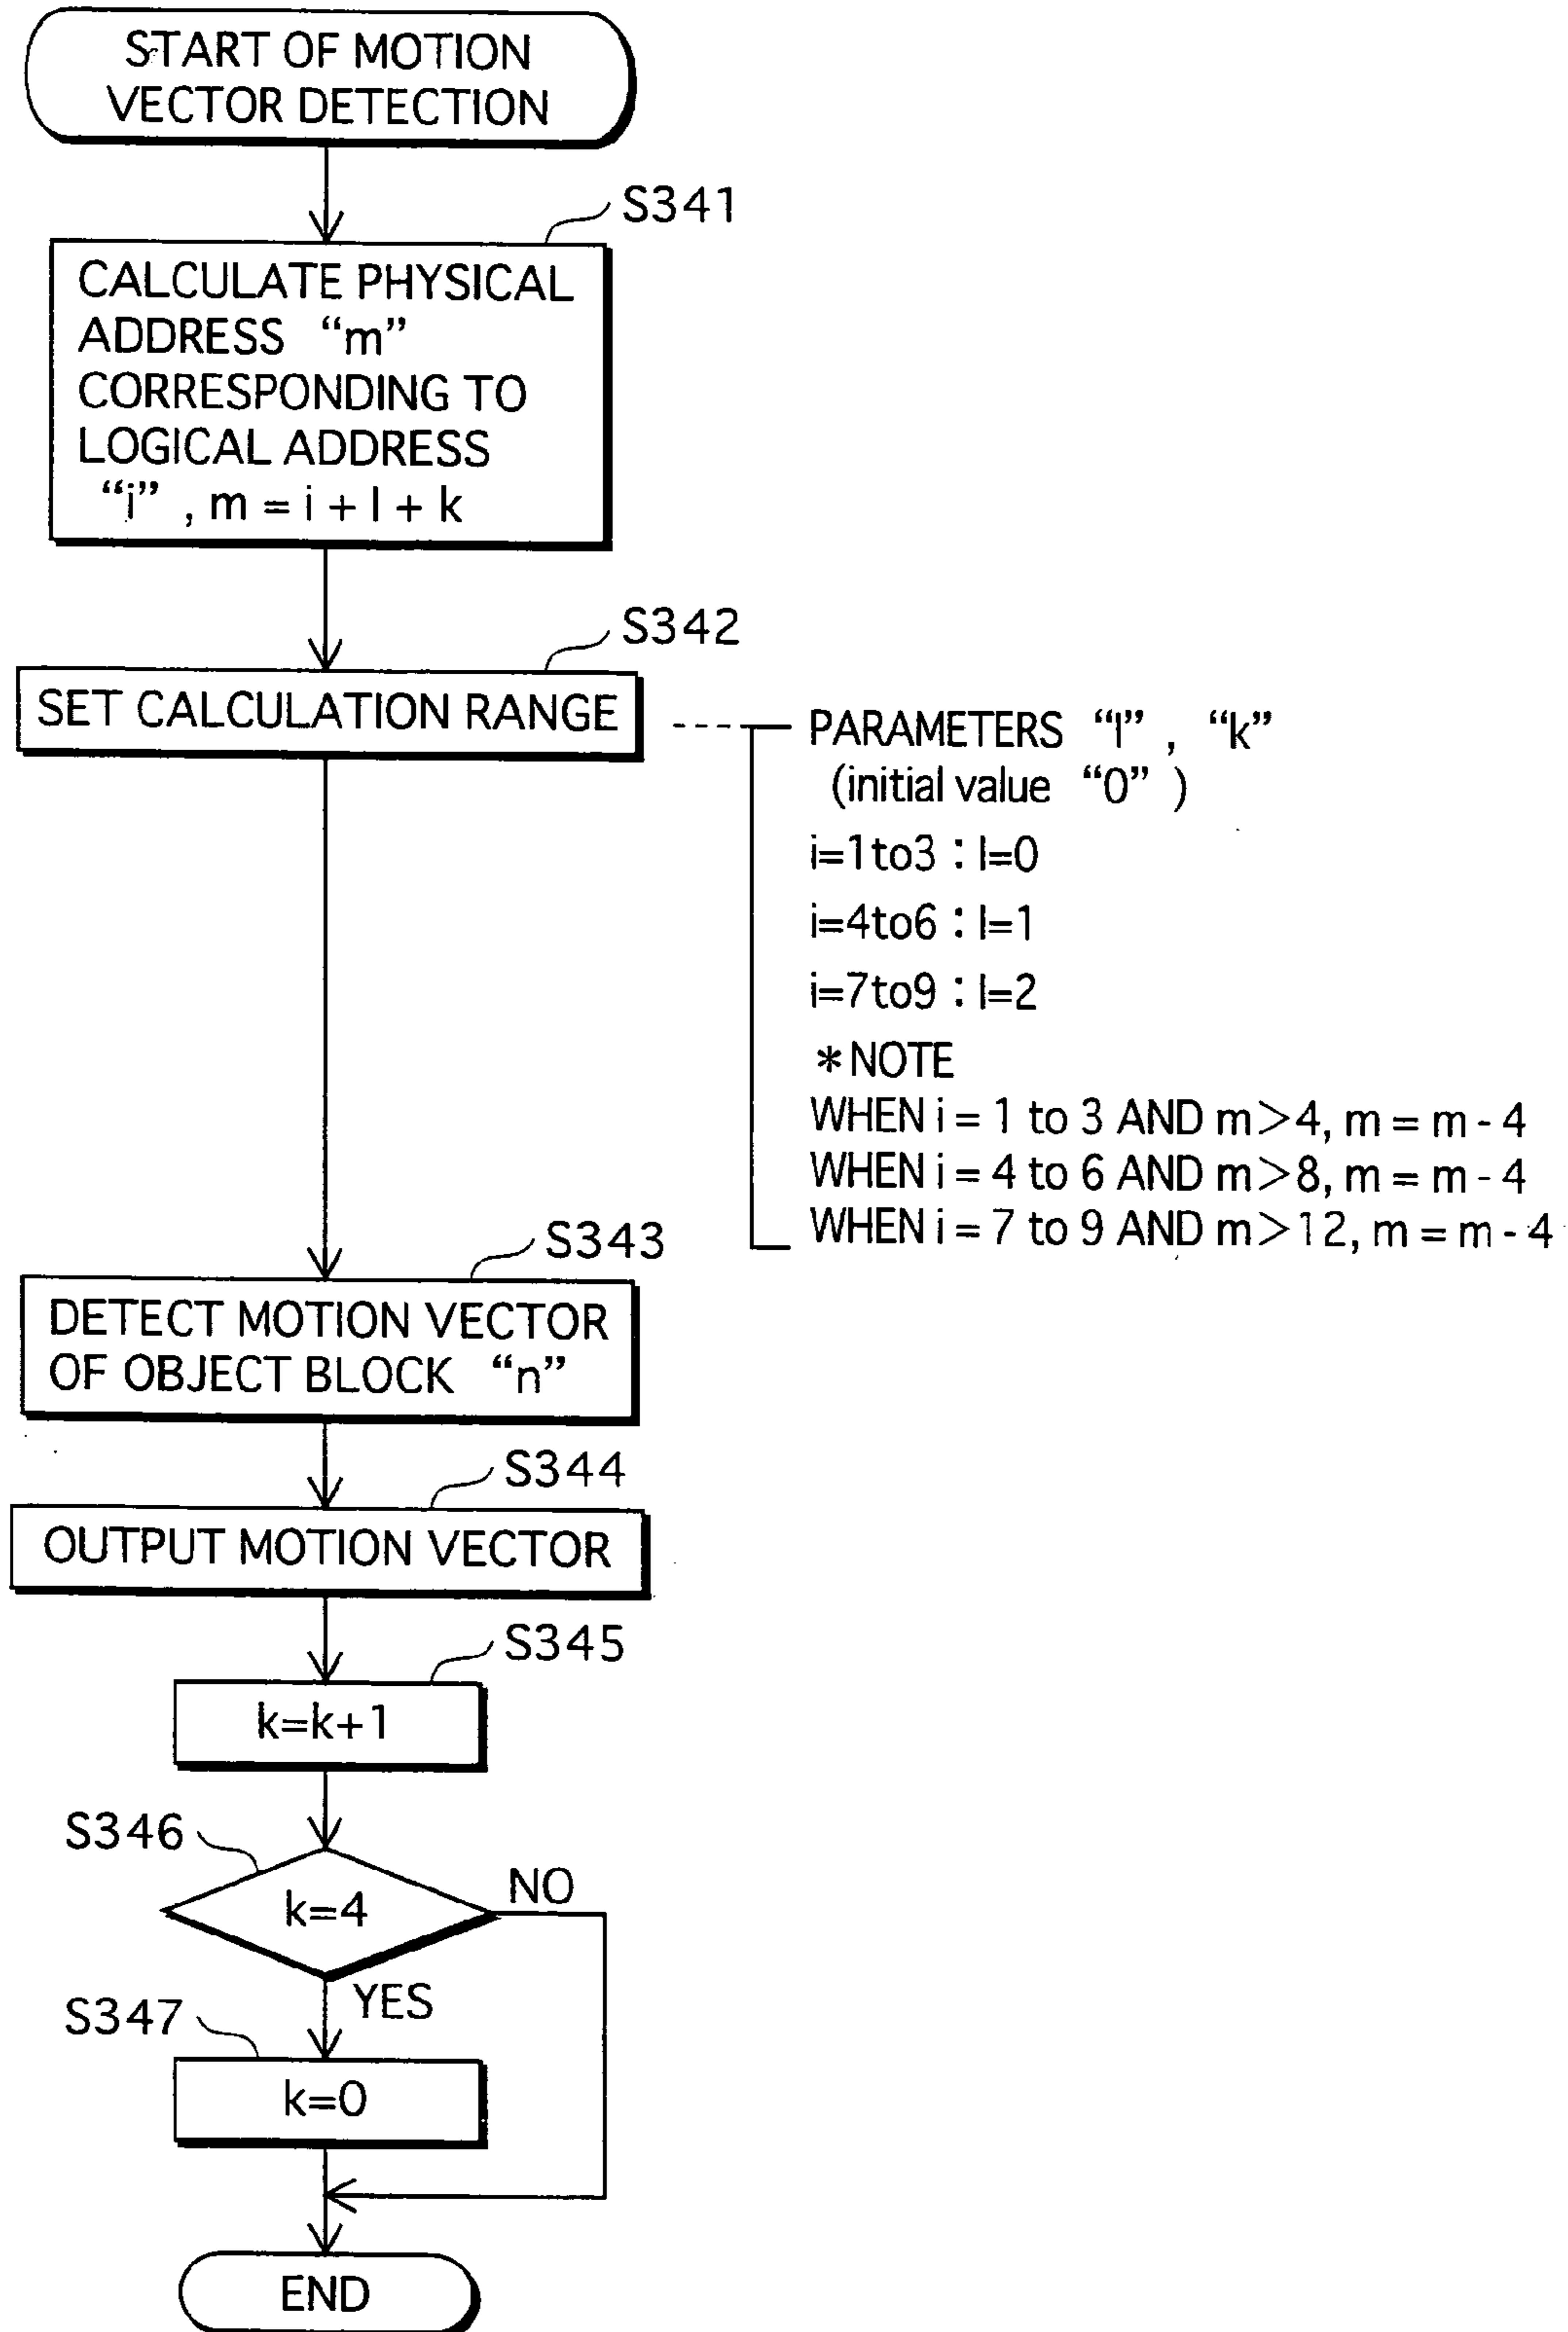 START OF MOTION
VECTOR DETECTION
S341
CALCULATE PHYSICAL
ADDRESS “m”
CORRESPONDING TO
LOGICAL ADDRESS
“i” , m = i + l + k
S342
SET CALCULATION RANGE
PARAMETERS “l” , “k”
(initial value “0” )
i=1to3 : l=0
i=4to6 : l=1
i=7to9 : l=2
*NOTE
WHEN i = 1 to 3 AND m>4, m = m - 4
WHEN i = 4 to 6 AND m>8, m = m - 4
WHEN i = 7 to 9 AND m>12, m = m - 4
S343
DETECT MOTION VECTOR
OF OBJECT BLOCK “n”
S344
OUTPUT MOTION VECTOR
S345
k=k+1
S346
k=4
NO
YES
S347
k=0
END